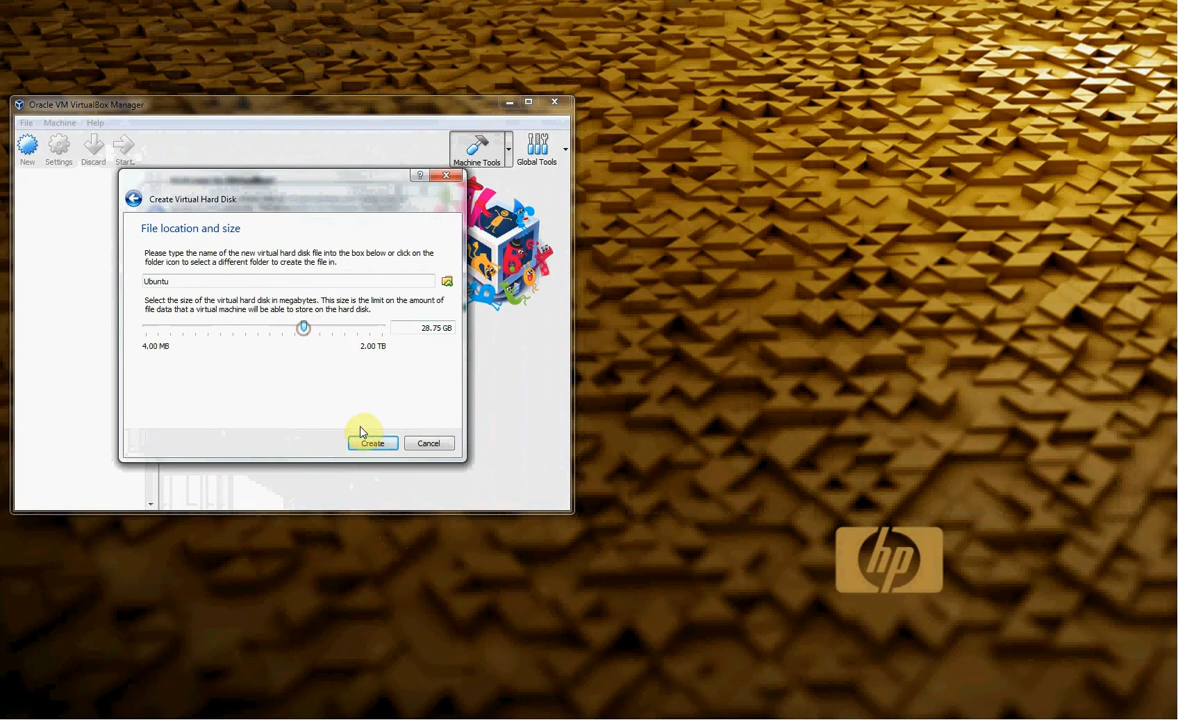 Oracle VM VirtualBox Manager
File Machine Help
New Settings Discard Start. Machine Tools Global Tools
Create Virtual Hard Disk
File location and size
Please type the name of the new virtual hard disk file into the box below or click on the
folder icon to select a different folder to create the file in.
Ubuntu
Select the size of the virtual hard disk in megabytes. This size is the limit on the amount of
file data that a virtual machine will be able to store on the hard disk.
28.75 GB
4.00 MB 2.00 TB
Create Cancel
hp